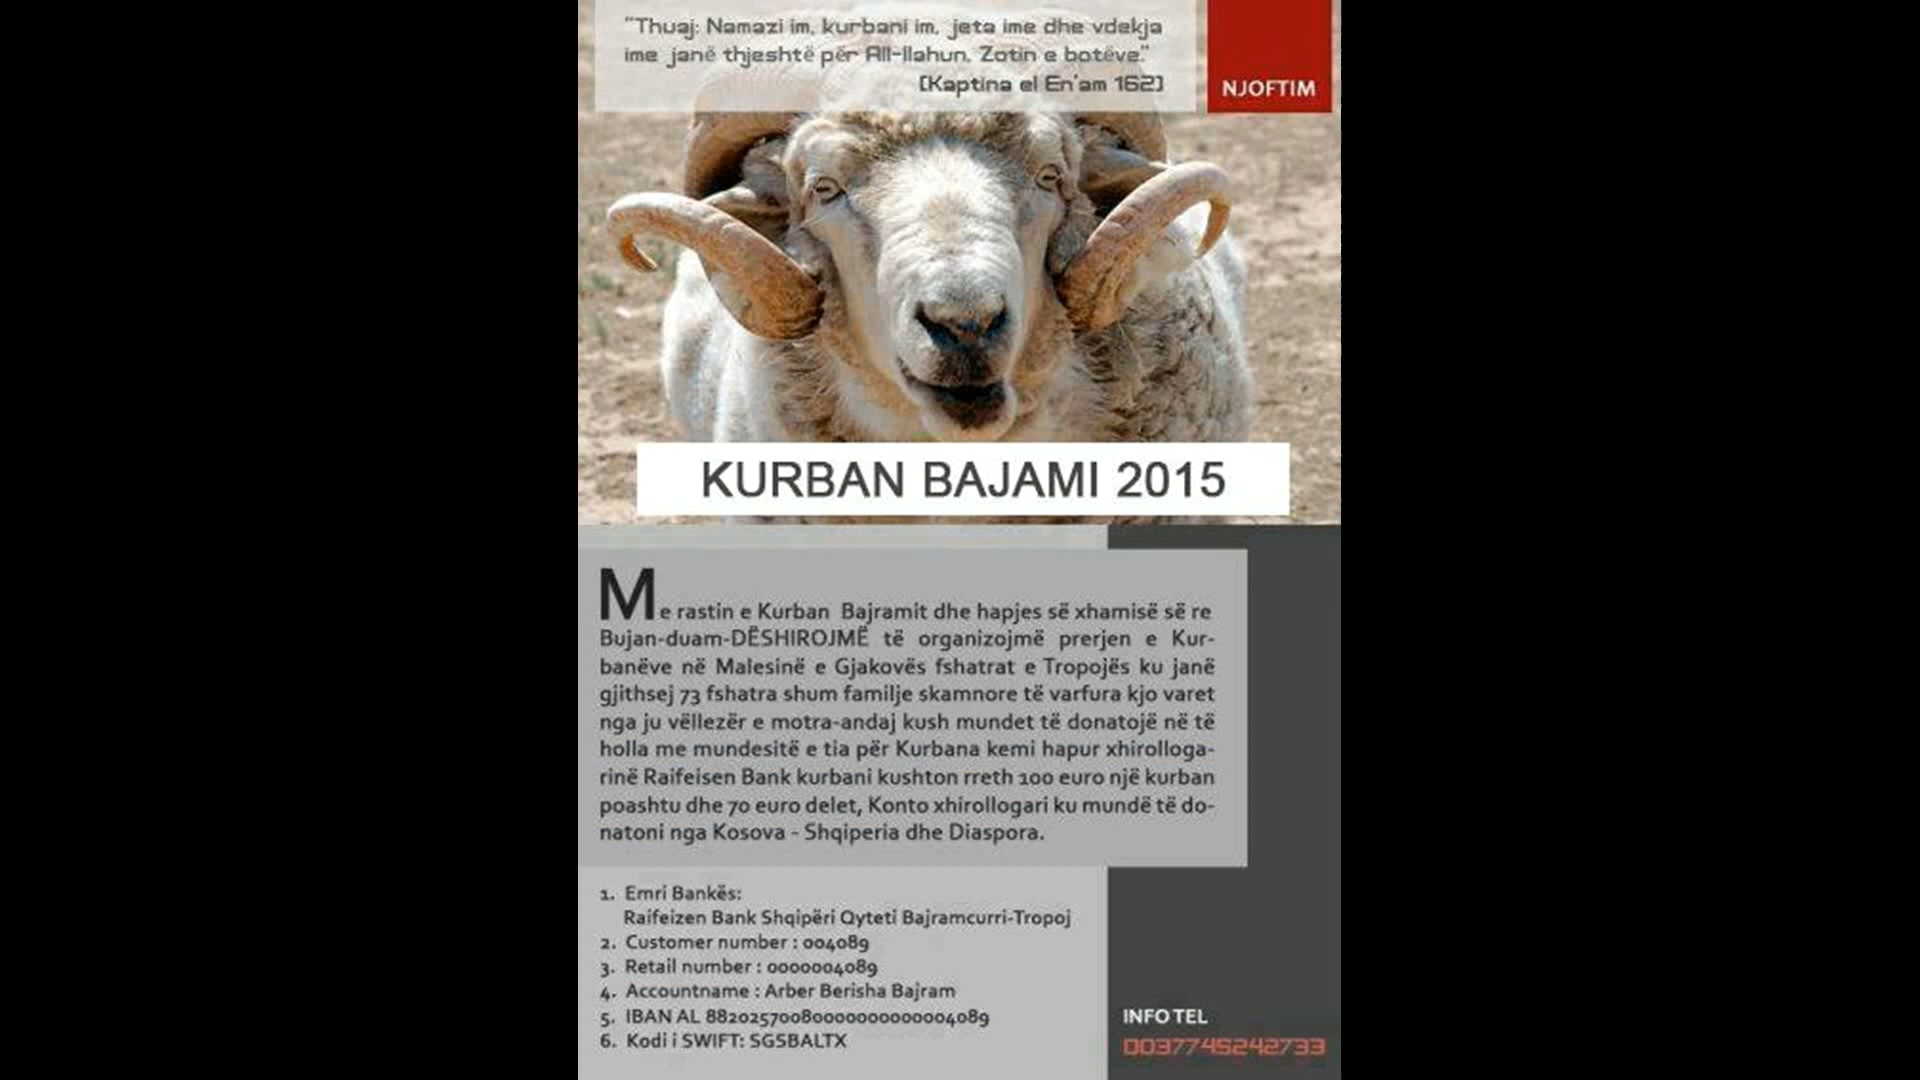 "Thuaj: Namazi im, kurbani im, jeta ime dhe vdekja
ime janë thjeshtë për All-llahun, Zotin e botëve."
[Kaptina el En'am 162]
NJOFTIM
KURBAN BAJAMI 2015
Me rastin e Kurban Bajramit dhe hapjes së xhamisë së re
Bujan-duam-DËSHIROJMË të organizojmë prerjen e Kur-
banëve në Malesinë e Gjakovës fshatrat e Tropojës ku janë
gjithsej 73 fshatra shum familje skamnore të varfura kjo varet
nga ju vëllezër e motra-andaj kush mundet të donatojë në të
holla me mundesitë e tia për Kurbana kemi hapur xhirolloga-
rinë Raifeisen Bank kurbani kushton rreth 100 euro një kurban
poashtu dhe 70 euro delet, Konto xhirollogari ku mundë të do-
natoni nga Kosova - Shqiperia dhe Diaspora.
1. Emri Bankës:
Raifeizen Bank Shqipëri Qyteti Bajramcurri-Tropoj
2. Customer number : 004089
3. Retail number : 0000004089
4. Accountname : Arber Berisha Bajram
5. IBAN AL 88202570080000000000004089
6. Kodi i SWIFT: SGSBALTX
INFO TEL
0037745242733